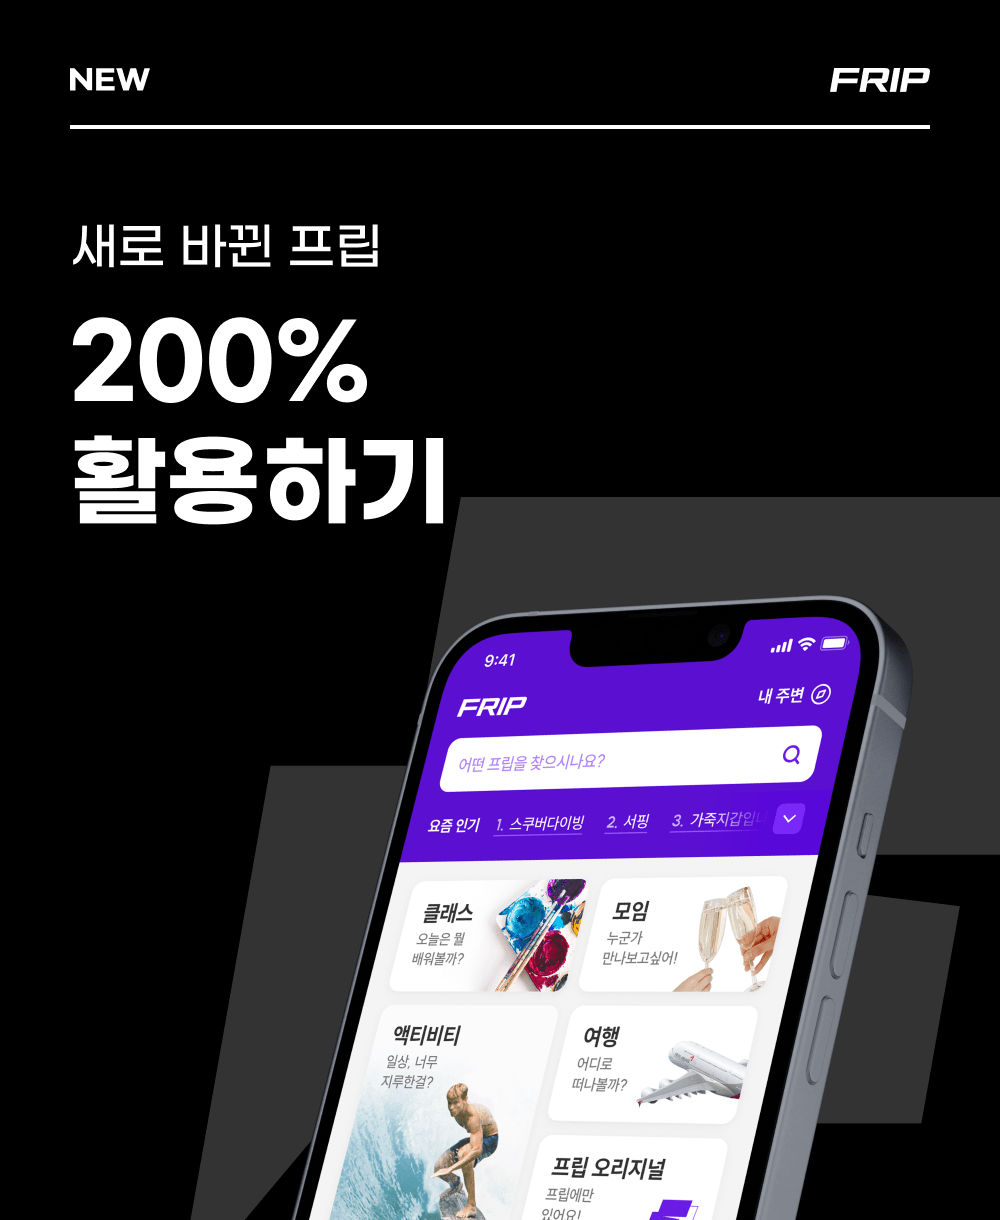 NEW
FRIP
새로 바뀐 프립
200%
활용하기
9:41
FRIP
내 주변
어떤 프립을 찾으시나요?
요즘 인기 1. 스쿠버다이빙 2. 서핑 3. 가죽지갑입니
클래스
오늘은 뭘
배워볼까?
모임
누군가
만나보고싶어!
액티비티
일상, 너무
지루한걸?
여행
어디로
떠나볼까?
프립 오리지널
프립에만
있어요!